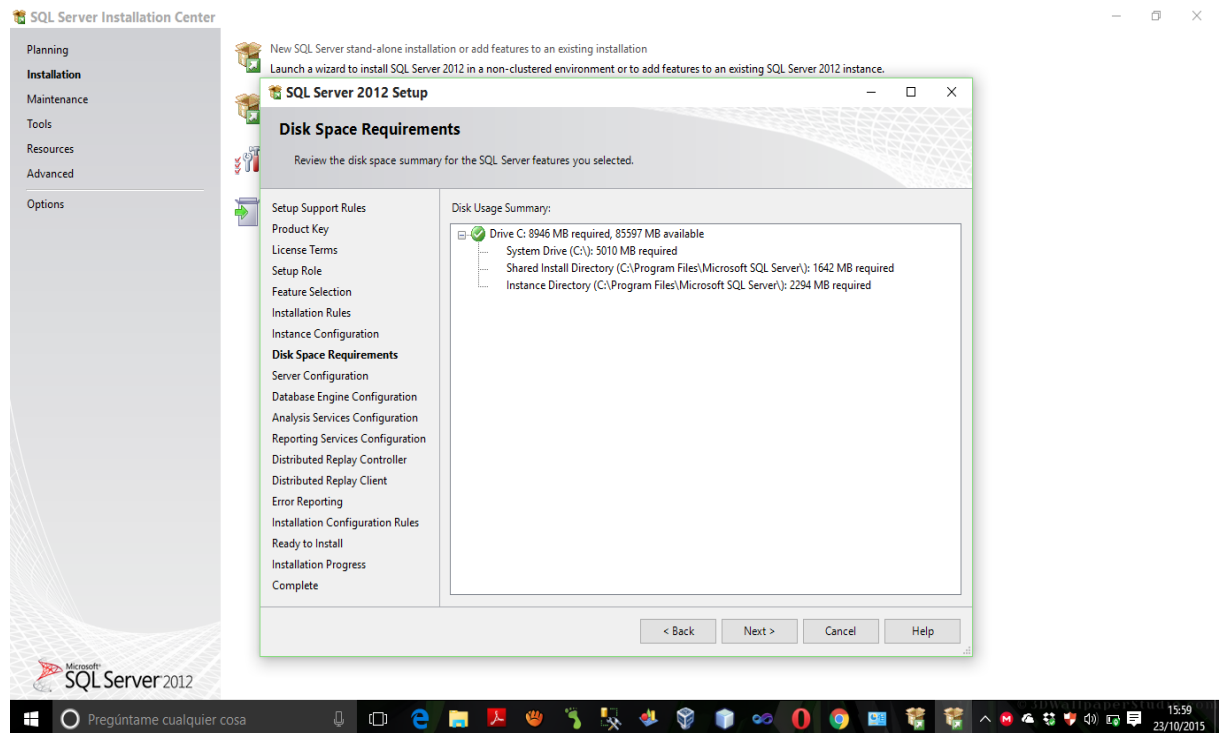 SQL Server Installation Center
Planning
Installation
Maintenance
Tools
Resources
Advanced
Options
New SQL Server stand-alone installation or add features to an existing installation
Launch a wizard to install SQL Server 2012 in a non-clustered environment or to add features to an existing SQL Server 2012 instance.
SQL Server 2012 Setup
Disk Space Requirements
Review the disk space summary for the SQL Server features you selected.
Setup Support Rules
Product Key
License Terms
Setup Role
Feature Selection
Installation Rules
Instance Configuration
Disk Space Requirements
Server Configuration
Database Engine Configuration
Analysis Services Configuration
Reporting Services Configuration
Distributed Replay Controller
Distributed Replay Client
Error Reporting
Installation Configuration Rules
Ready to Install
Installation Progress
Complete
Disk Usage Summary:
Drive C: 8946 MB required, 85597 MB available
System Drive (C:\): 5010 MB required
Shared Install Directory (C:\Program Files\Microsoft SQL Server\): 1642 MB required
Instance Directory (C:\Program Files\Microsoft SQL Server\): 2294 MB required
< Back
Next >
Cancel
Help
Microsoft
SQL Server 2012
Pregúntame cualquier cosa
15:59
23/10/2015